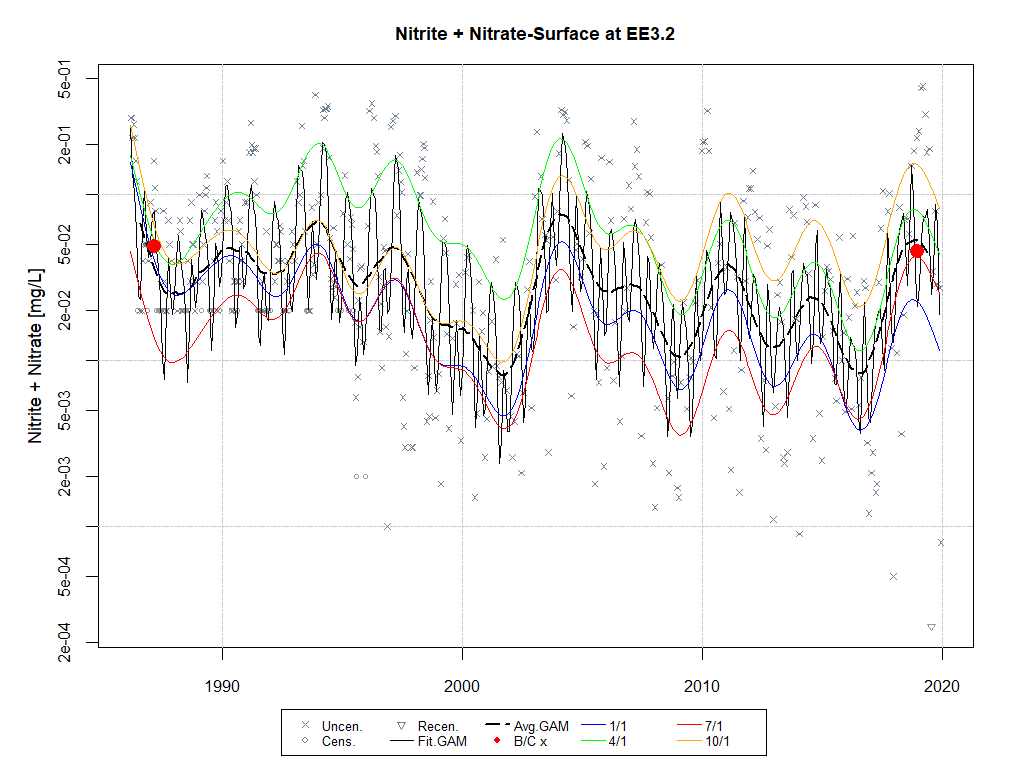 Nitrite + Nitrate-Surface at EE3.2
Nitrite + Nitrate [mg/L]
5e-01
2e-01
5e-02
2e-02
5e-03
2e-03
5e-04
2e-04
1990 2000 2010 2020
Uncen. Recen. Avg.GAM 1/1 7/1
Cens. Fit.GAM B/C x 4/1 10/1